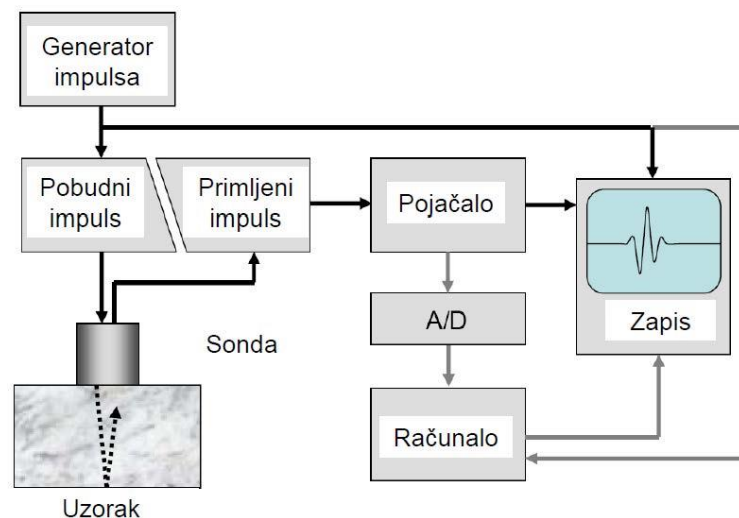 Generator
impulsa
Pobudni
impuls
Primljeni
impuls
Pojačalo
Zapis
A/D
Sonda
Računalo
Uzorak